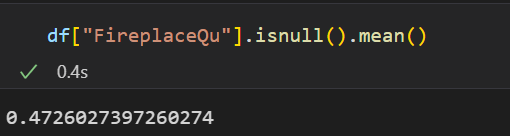 df["FireplaceQu"].isnull().mean()
✓ 0.4s
0.4726027397260274